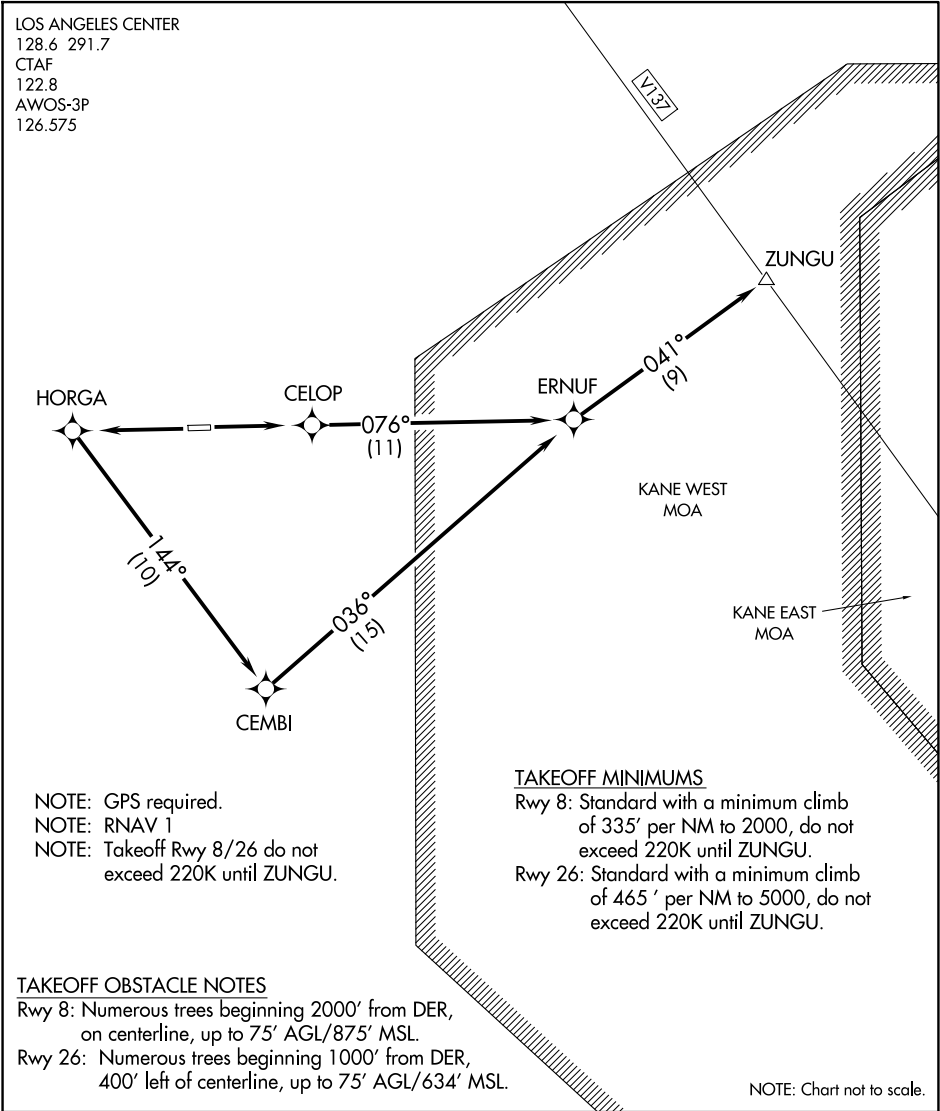 LOS ANGELES CENTER
128.6 291.7
CTAF
122.8
AWOS-3P
126.575
V137
ZUNGU
041°
(9)
ERNUF
CELOP
HORGA
076°
(11)
KANE WEST
MOA
144°
(10)
036°
(15)
KANE EAST
MOA
CEMBI
NOTE: GPS required.
NOTE: RNAV 1
NOTE: Takeoff Rwy 8/26 do not
exceed 220K until ZUNGU.
TAKEOFF MINIMUMS
Rwy 8: Standard with a minimum climb
of 335' per NM to 2000, do not
exceed 220K until ZUNGU.
Rwy 26: Standard with a minimum climb
of 465 ' per NM to 5000, do not
exceed 220K until ZUNGU.
TAKEOFF OBSTACLE NOTES
Rwy 8: Numerous trees beginning 2000' from DER,
on centerline, up to 75' AGL/875' MSL.
Rwy 26: Numerous trees beginning 1000' from DER,
400' left of centerline, up to 75' AGL/634' MSL.
NOTE: Chart not to scale.